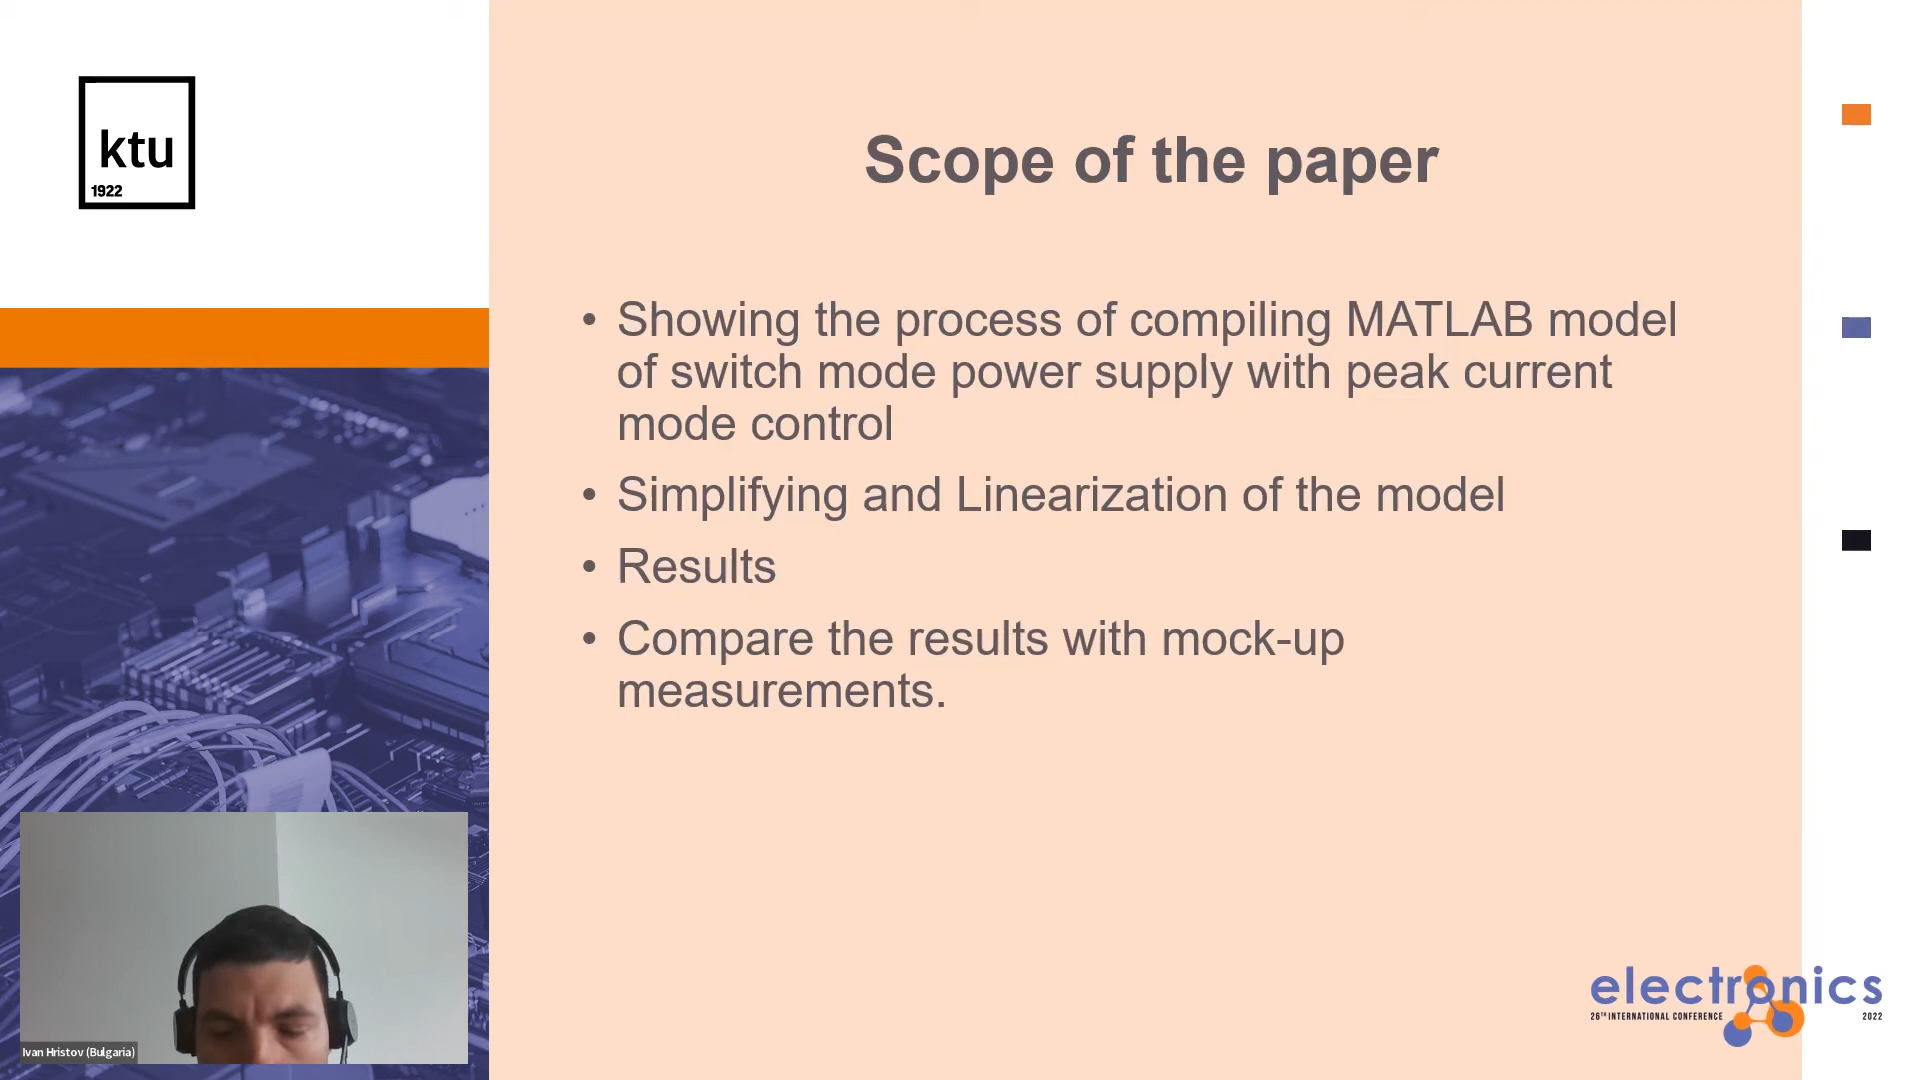 ktu
1922
Scope of the paper
• Showing the process of compiling MATLAB model
of switch mode power supply with peak current
mode control
• Simplifying and Linearization of the model
• Results
• Compare the results with mock-up
measurements.
Ivan Hristov (Bulgaria)
electronics
26TH INTERNATIONAL CONFERENCE 2022